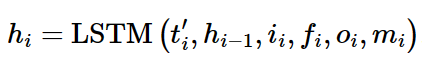 h_i = LSTM (t'_i, h_{i-1}, i_i, f_i, o_i, m_i)